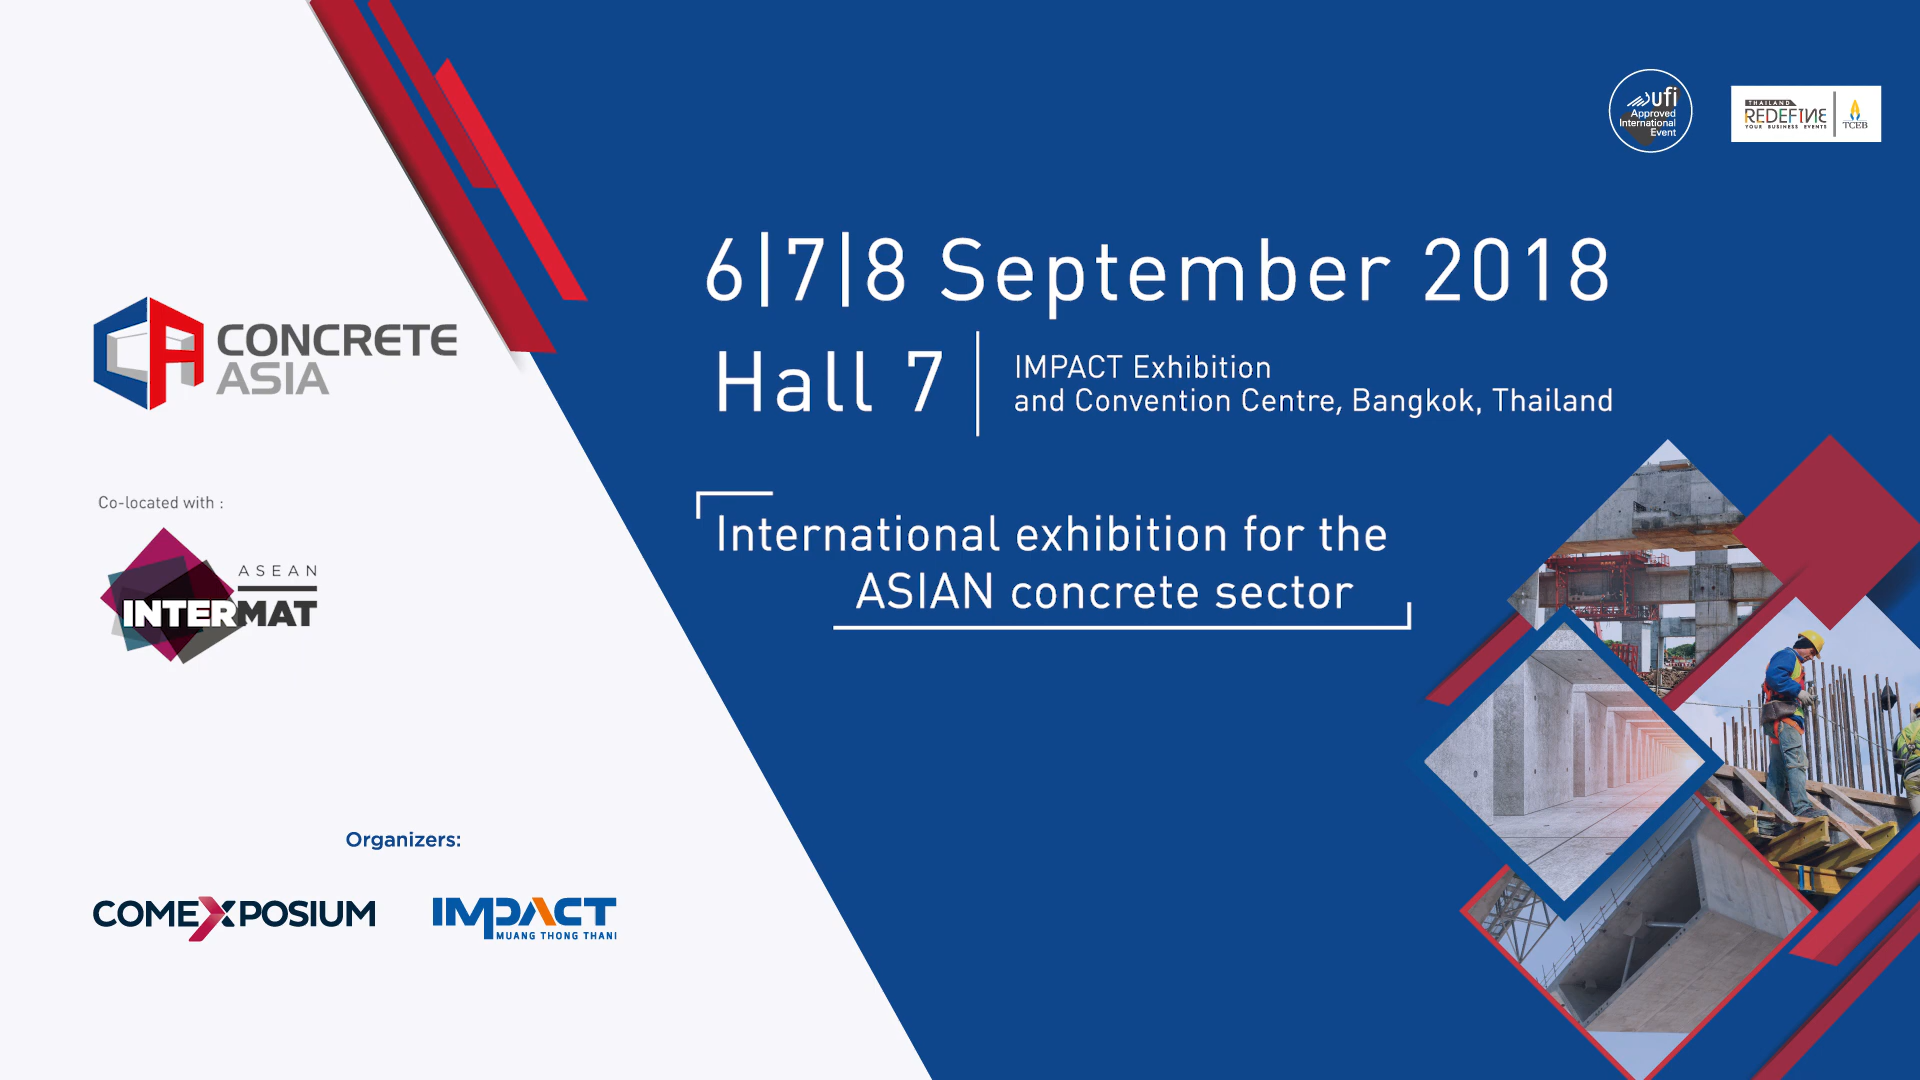 ufi
Approved
International
Event
THAILAND
REDEFINE
YOUR BUSINESS EVENTS
TCEB
6|7|8 September 2018
Hall 7
IMPACT Exhibition
and Convention Centre, Bangkok, Thailand
International exhibition for the
ASIAN concrete sector
CA
CONCRETE
ASIA
Co-located with :
ASEAN
INTERMAT
Organizers:
COMEXPOSIUM
IMPACT
MUANG THONG THANI